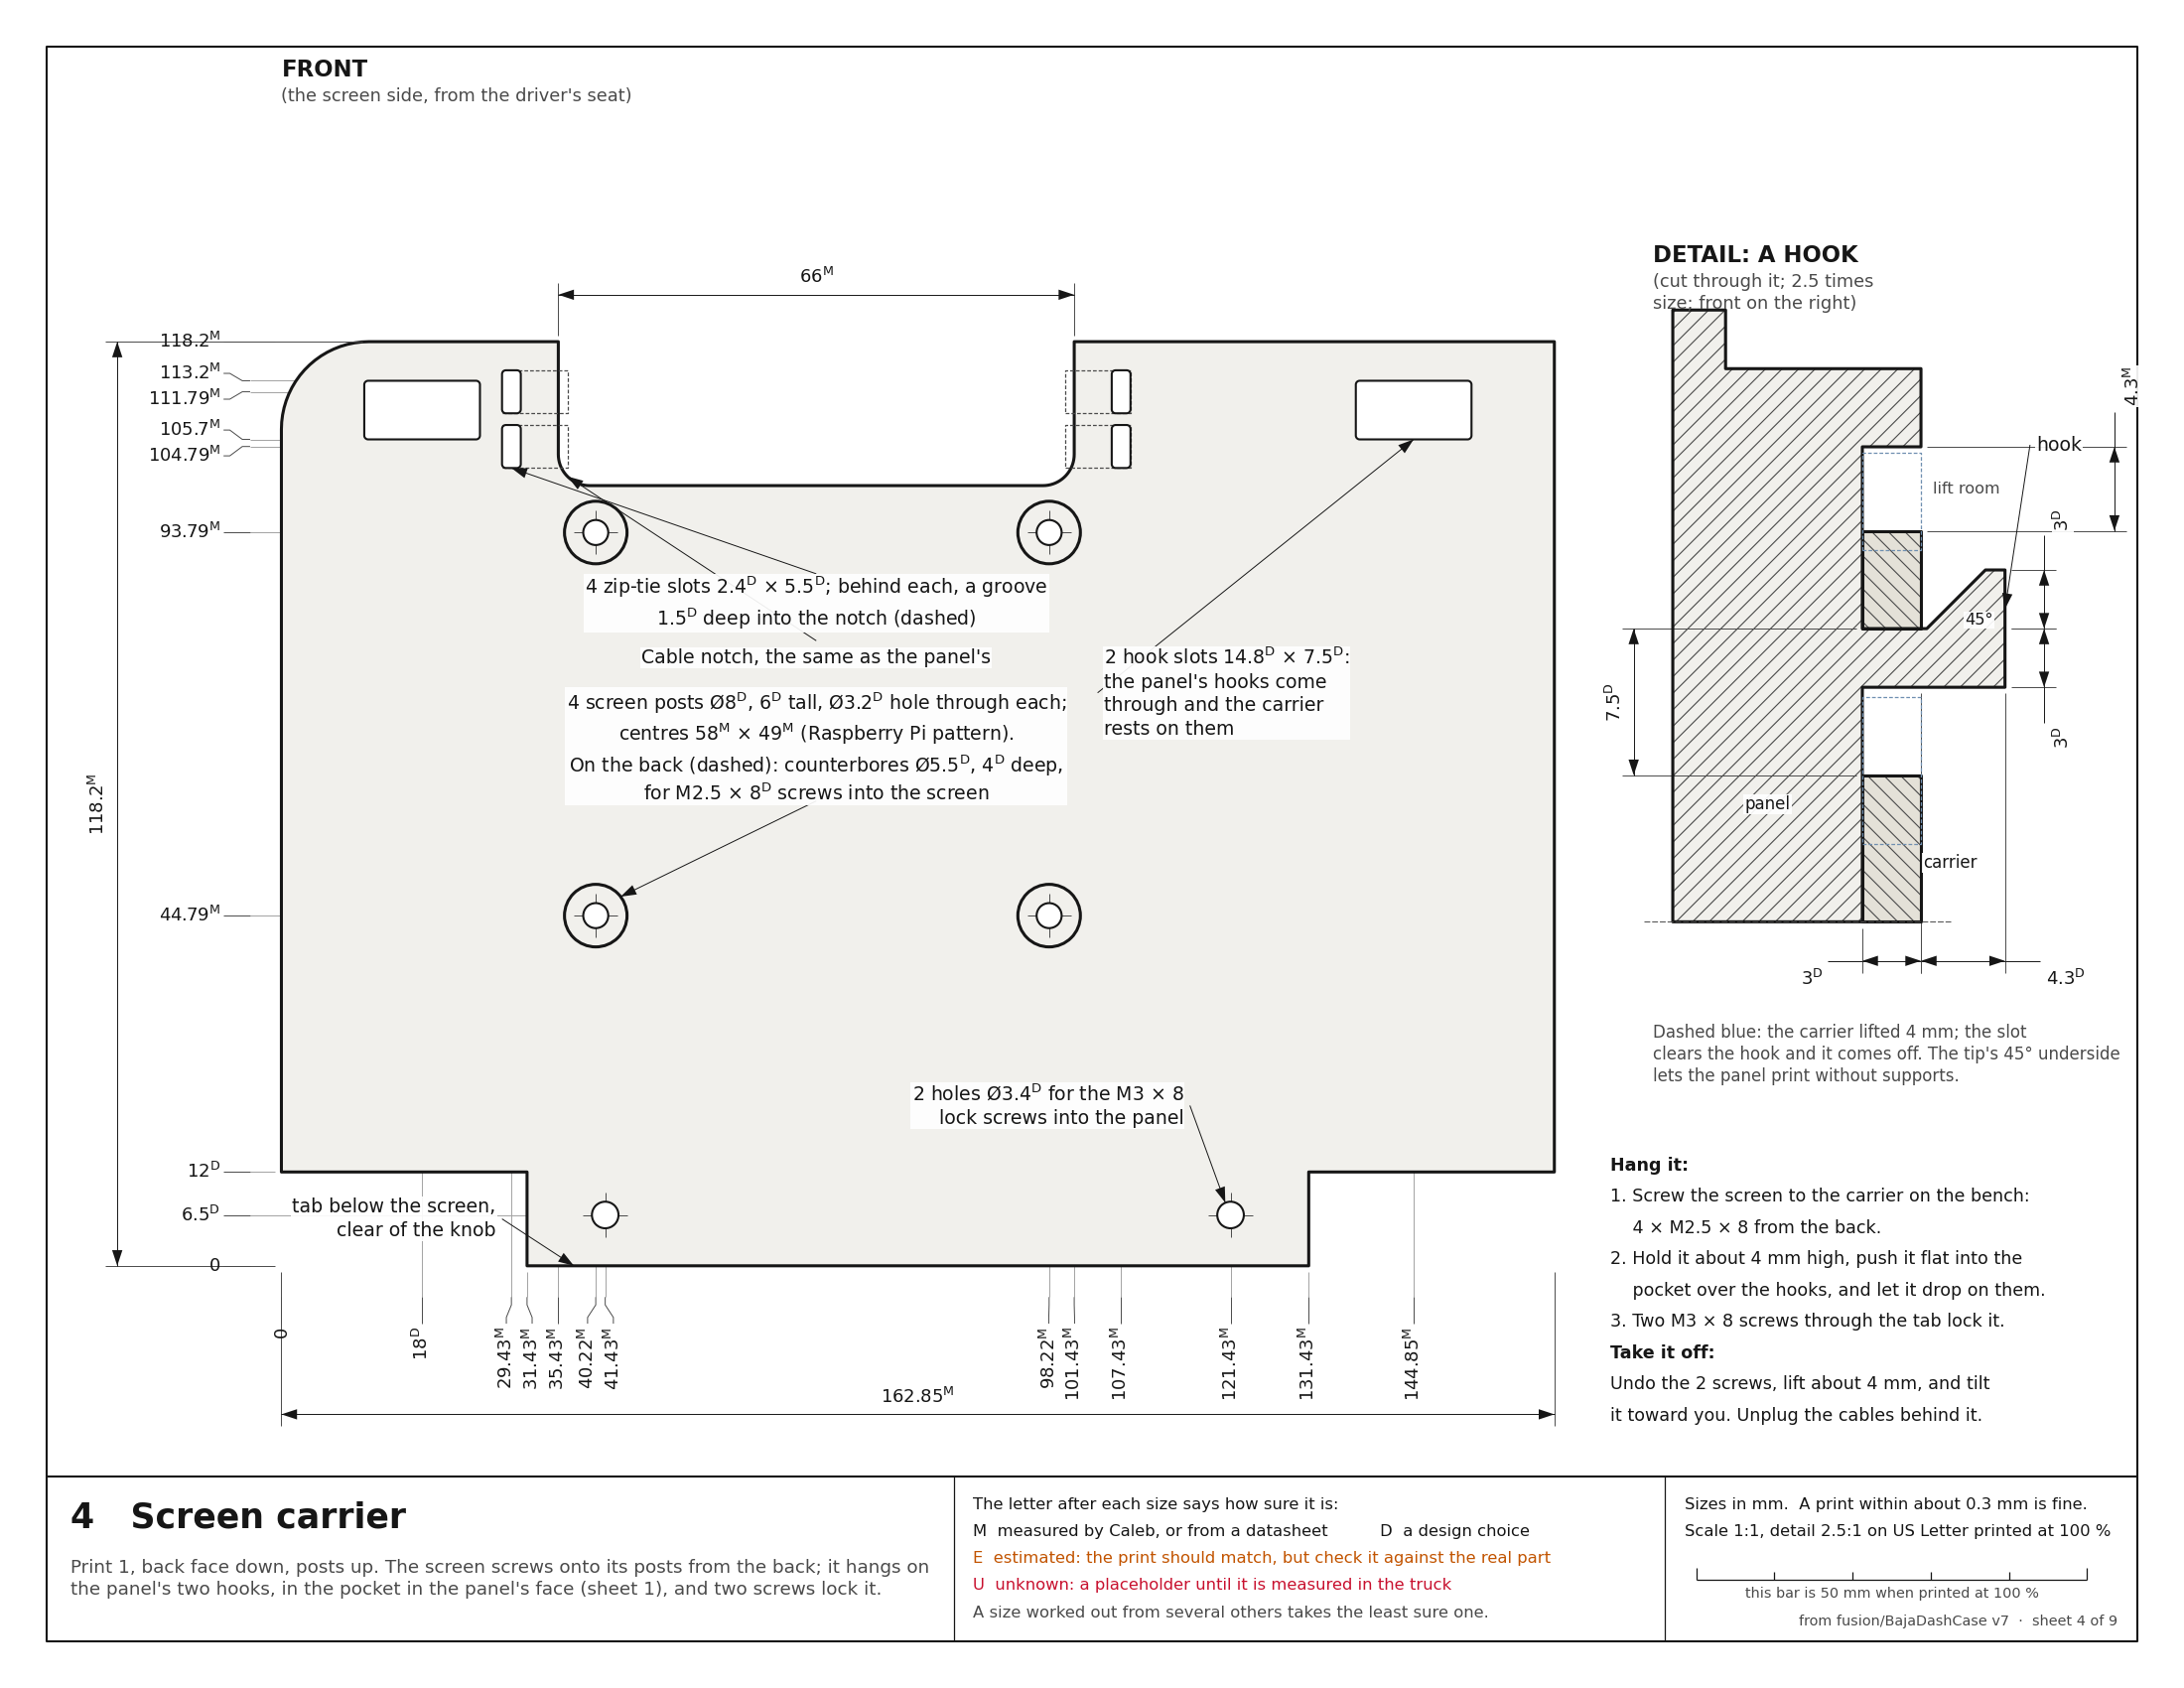 FRONT
(the screen side, from the driver's seat)
66ᴹ
118.2ᴹ
113.2ᴹ
111.79ᴹ
105.7ᴹ
104.79ᴹ
93.79ᴹ
44.79ᴹ
12ᴰ
6.5ᴰ
0
118.2ᴹ
4 zip-tie slots 2.4ᴰ × 5.5ᴰ; behind each, a groove
1.5ᴰ deep into the notch (dashed)
Cable notch, the same as the panel's
4 screen posts Ø8ᴰ, 6ᴰ tall, Ø3.2ᴰ hole through each;
centres 58ᴹ × 49ᴹ (Raspberry Pi pattern).
On the back (dashed): counterbores Ø5.5ᴰ, 4ᴰ deep,
for M2.5 × 8ᴰ screws into the screen
2 hook slots 14.8ᴰ × 7.5ᴰ:
the panel's hooks come
through and the carrier
rests on them
2 holes Ø3.4ᴰ for the M3 × 8
lock screws into the panel
tab below the screen,
clear of the knob
0
18ᴰ
29.43ᴹ
31.43ᴹ
35.43ᴹ
40.22ᴹ
41.43ᴹ
98.22ᴹ
101.43ᴹ
107.43ᴹ
121.43ᴹ
131.43ᴹ
144.85ᴹ
162.85ᴹ
DETAIL: A HOOK
(cut through it; 2.5 times
size; front on the right)
4.3ᴹ
hook
lift room
3ᴰ
45°
7.5ᴰ
3ᴰ
panel
carrier
3ᴰ
4.3ᴰ
Dashed blue: the carrier lifted 4 mm; the slot
clears the hook and it comes off. The tip's 45° underside
lets the panel print without supports.
Hang it:
1. Screw the screen to the carrier on the bench:
4 × M2.5 × 8 from the back.
2. Hold it about 4 mm high, push it flat into the
pocket over the hooks, and let it drop on them.
3. Two M3 × 8 screws through the tab lock it.
Take it off:
Undo the 2 screws, lift about 4 mm, and tilt
it toward you. Unplug the cables behind it.
4 Screen carrier
Print 1, back face down, posts up. The screen screws onto its posts from the back; it hangs on
the panel's two hooks, in the pocket in the panel's face (sheet 1), and two screws lock it.
The letter after each size says how sure it is:
M measured by Caleb, or from a datasheet D a design choice
E estimated: the print should match, but check it against the real part
U unknown: a placeholder until it is measured in the truck
A size worked out from several others takes the least sure one.
Sizes in mm. A print within about 0.3 mm is fine.
Scale 1:1, detail 2.5:1 on US Letter printed at 100 %
this bar is 50 mm when printed at 100 %
from fusion/BajaDashCase v7 · sheet 4 of 9